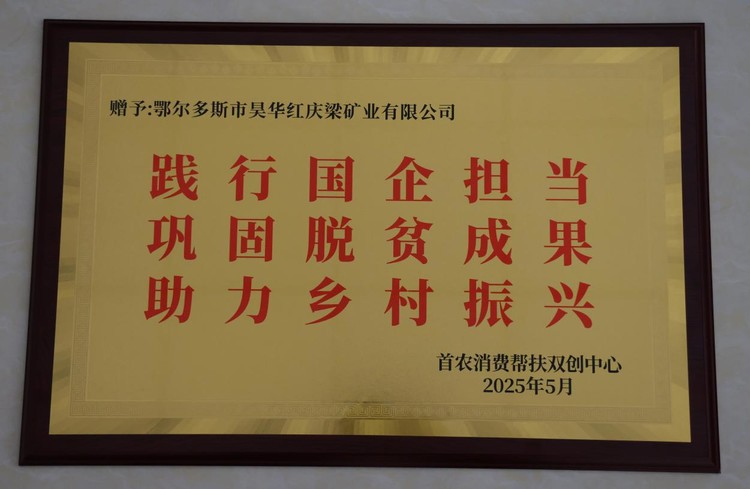 赠予:鄂尔多斯市昊华红庆梁矿业有限公司
践行国企担当
巩固脱贫成果
助力乡村振兴
首农消费帮扶双创中心
2025年5月